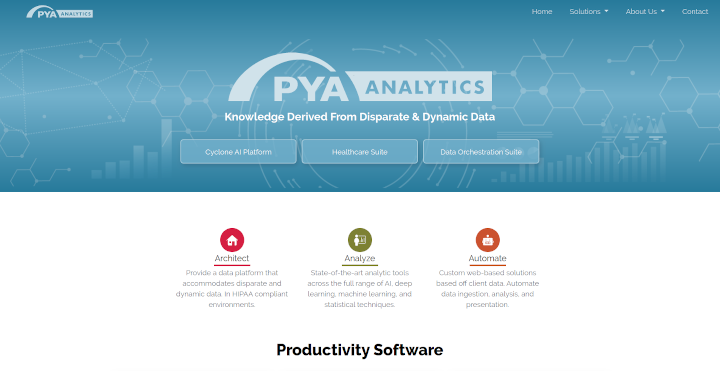 PYA ANALYTICS
Home Solutions About Us Contact
PYA ANALYTICS
Knowledge Derived From Disparate & Dynamic Data
Cyclone AI Platform Healthcare Suite Data Orchestration Suite
Architect
Provide a data platform that
accommodates disparate and
dynamic data. In HIPAA compliant
environments.
Analyze
State-of-the-art analytic tools
across the full range of AI, deep
learning, machine learning, and
statistical techniques.
Automate
Custom web-based solutions
based off client data. Automate
data ingestion, analysis, and
presentation.
Productivity Software